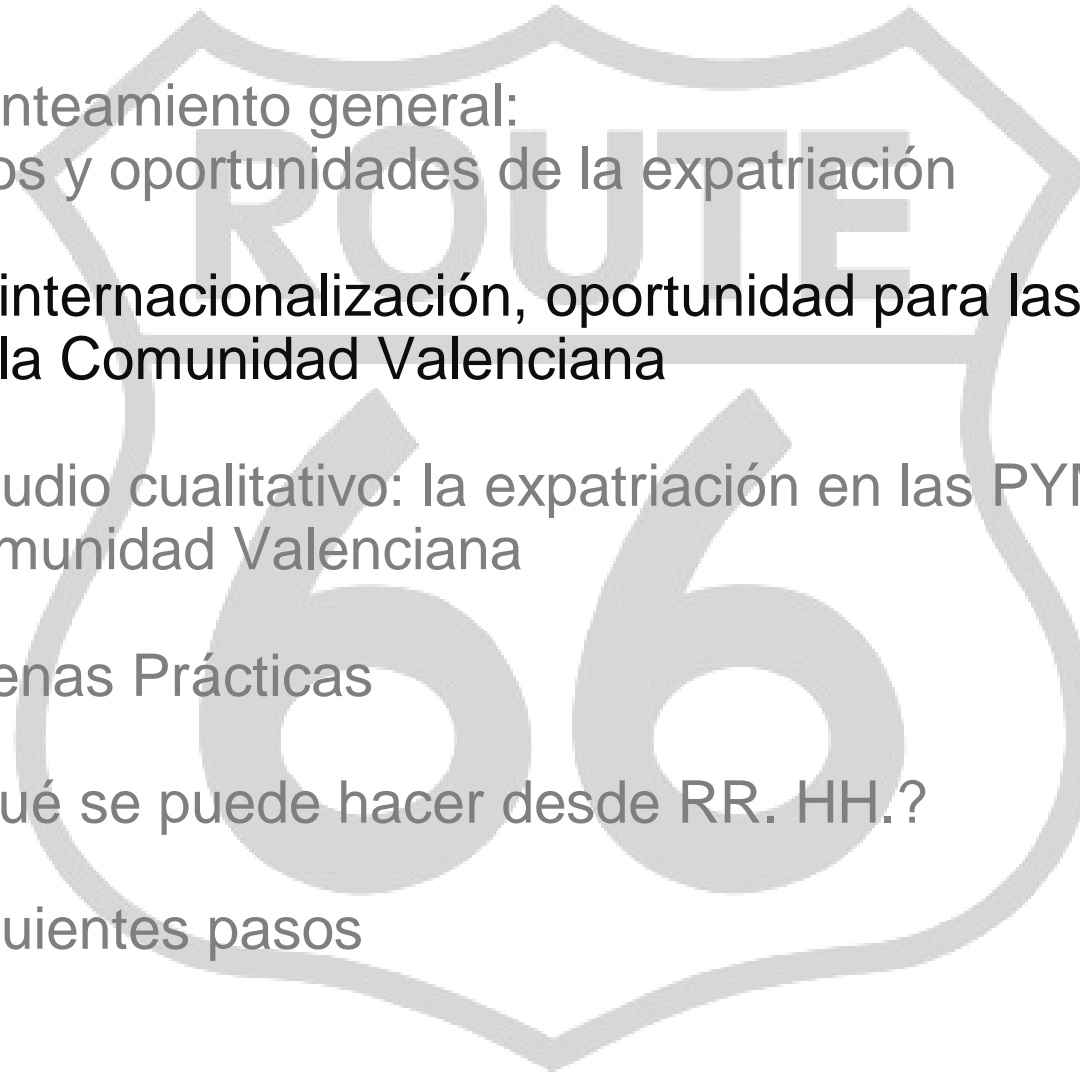 nteamiento general:
os y oportunidades de la expatriación
internacionalización, oportunidad para las
la Comunidad Valenciana
udio cualitativo: la expatriación en las PYM
munidad Valenciana
enas Prácticas
ué se puede hacer desde RR. HH.?
uientes pasos
ROUTE
66